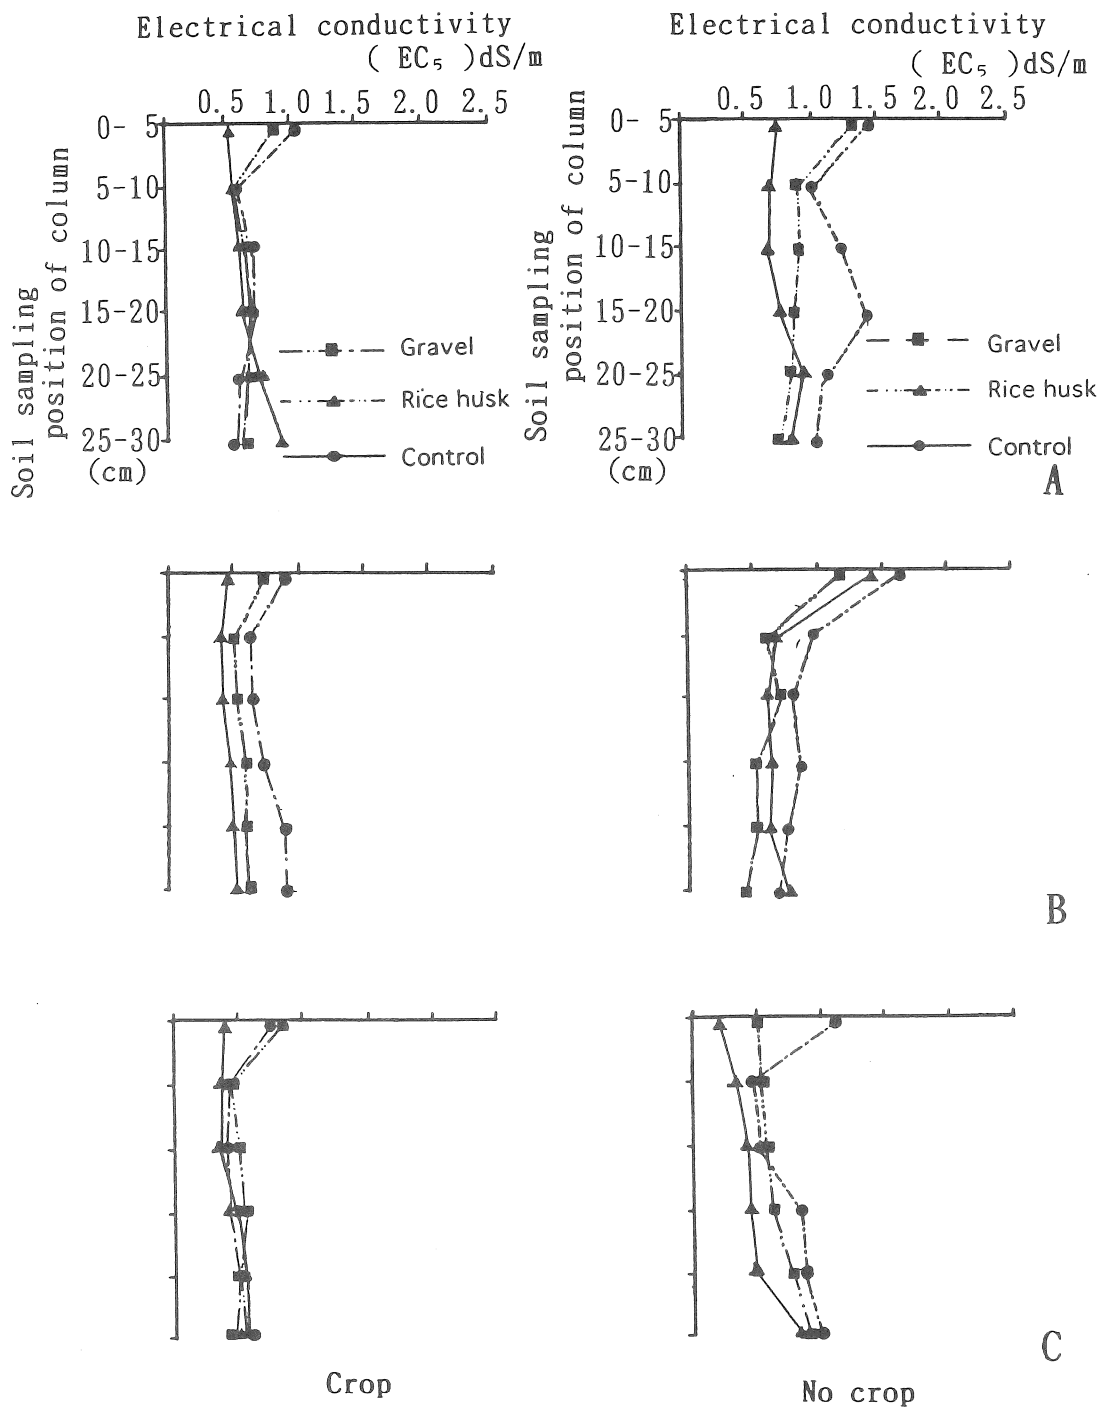 Electrical conductivity
( EC₅ )dS/m
0.5 1.0 1.5 2.0 2.5
0- 5
5-10
10-15
15-20
20-25
25-30
(cm)
Soil sampling
position of column
Gravel
Rice husk
Control
Electrical conductivity
( EC₅ )dS/m
0.5 1.0 1.5 2.0 2.5
0- 5
5-10
10-15
15-20
20-25
25-30
(cm)
Soil sampling
position of column
Gravel
Rice husk
Control
A
B
C
Crop
No crop